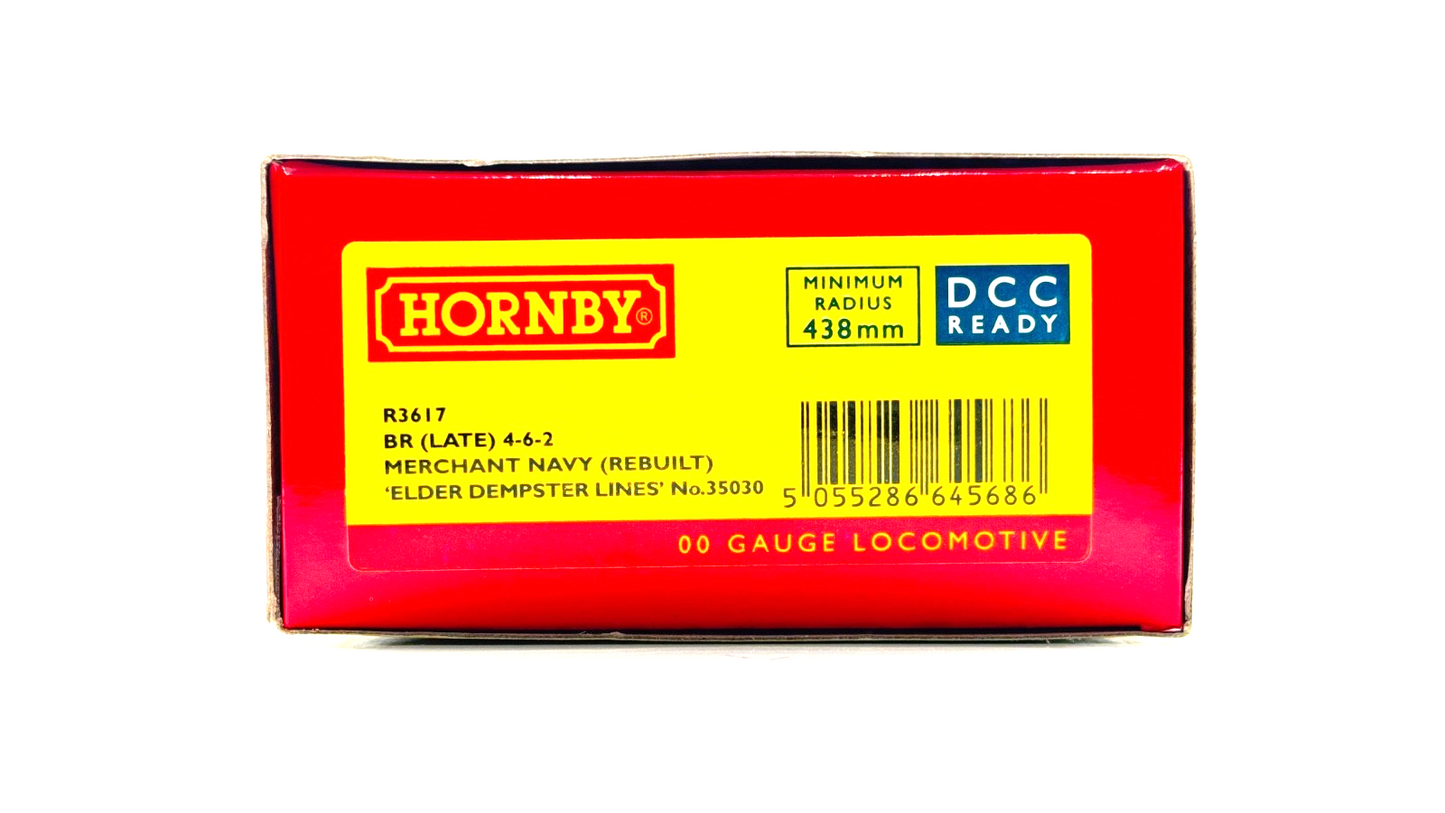 HORNBY®
MINIMUM
RADIUS
438mm
DCC
READY
R3617
BR (LATE) 4-6-2
MERCHANT NAVY (REBUILT)
‘ELDER DEMPSTER LINES’ No.35030
5 055286 645686
00 GAUGE LOCOMOTIVE